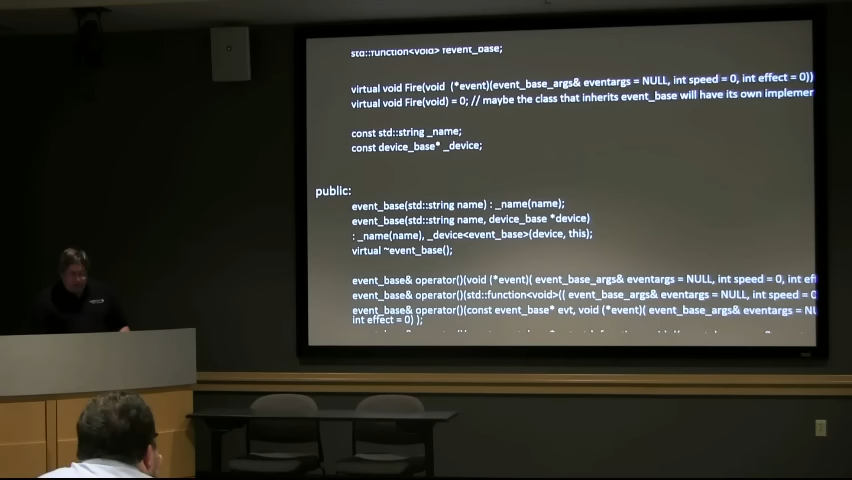 std::function<void> fevent_base;
virtual void Fire(void (*event)(event_base_args& eventargs = NULL, int speed = 0, int effect = 0))
virtual void Fire(void) = 0; // maybe the class that inherits event_base will have its own implemer
const std::string _name;
const device_base* _device;
public:
event_base(std::string name) : _name(name);
event_base(std::string name, device_base *device)
: _name(name), _device<event_base>(device, this);
virtual ~event_base();
event_base& operator()(void (*event)( event_base_args& eventargs = NULL, int speed = 0, int eff
event_base& operator()(std::function<void>(( event_base_args& eventargs = NULL, int speed = 0
event_base& operator()(const event_base* evt, void (*event)( event_base_args& eventargs = NU
int effect = 0) );